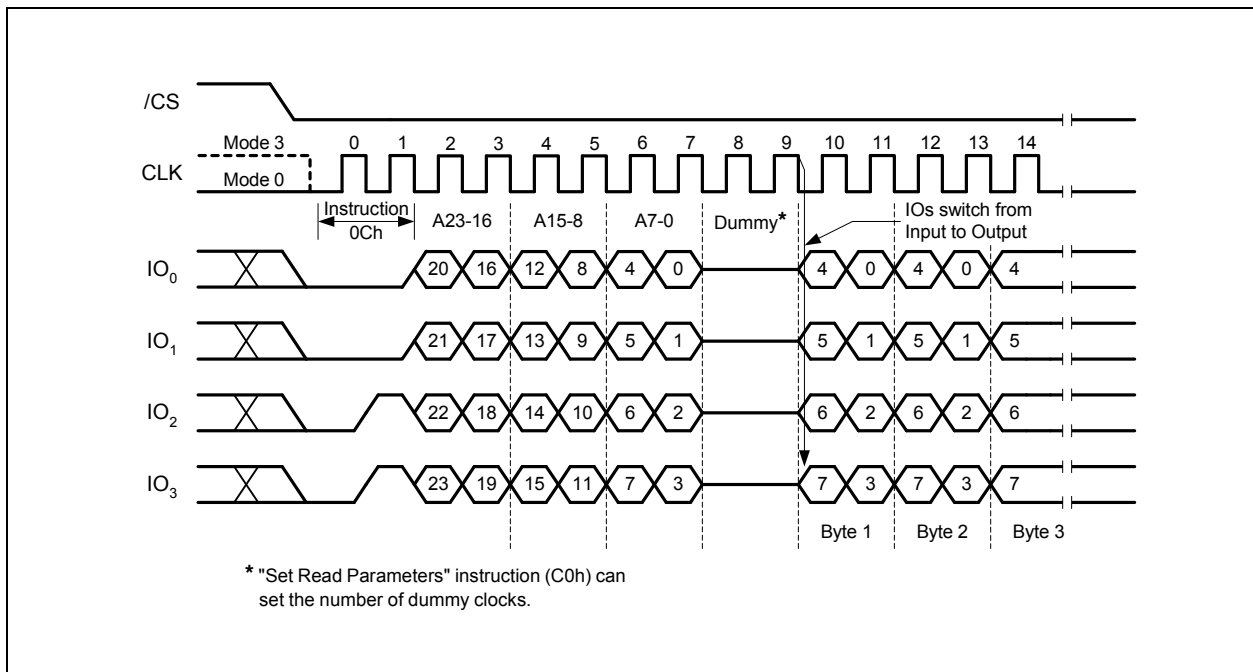 /CS
Mode 3 0 1 2 3 4 5 6 7 8 9 10 11 12 13 14
CLK
Mode 0
Instruction A23-16 A15-8 A7-0 Dummy* IOs switch from
0Ch Input to Output
IO0 20 16 12 8 4 0 4 0 4 0 4
IO1 21 17 13 9 5 1 5 1 5 1 5
IO2 22 18 14 10 6 2 6 2 6 2 6
IO3 23 19 15 11 7 3 7 3 7 3 7
Byte 1 Byte 2 Byte 3
* "Set Read Parameters" instruction (C0h) can
set the number of dummy clocks.